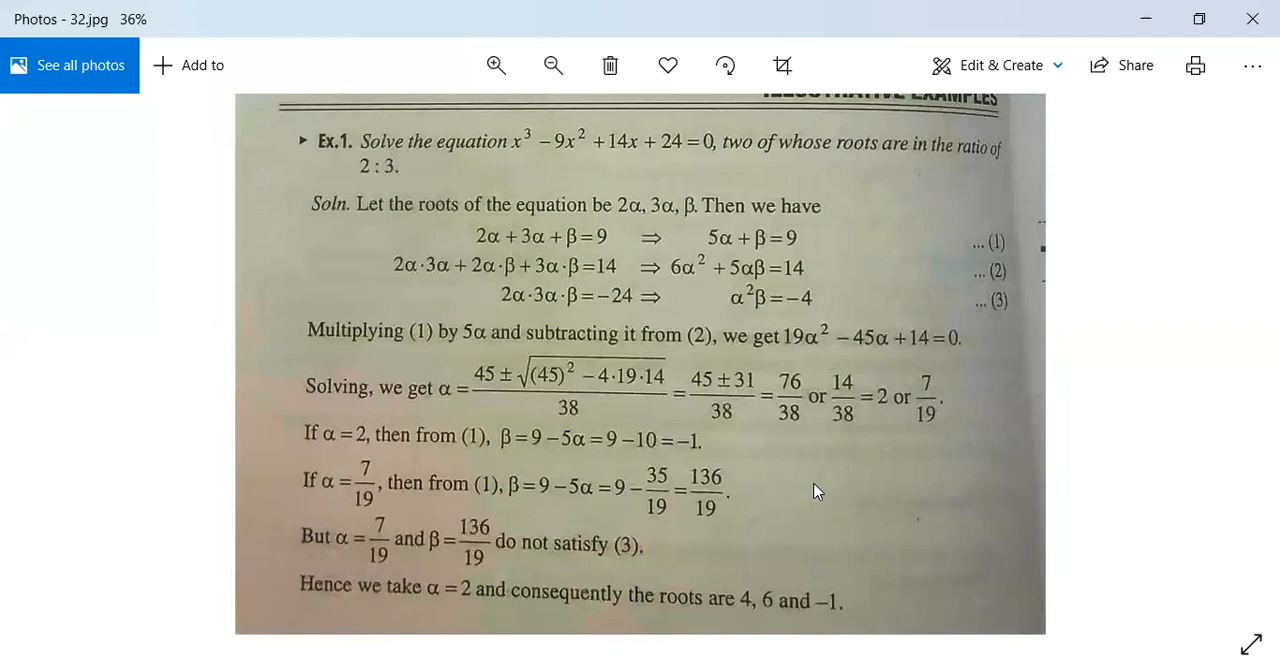 Photos - 32.jpg 36%
See all photos
Add to
Edit & Create
Share
ILLUSTRATIVE EXAMPLES
▸ Ex.1. Solve the equation x³ − 9x² + 14x + 24 = 0, two of whose roots are in the ratio of
2 : 3.
Soln. Let the roots of the equation be 2α, 3α, β. Then we have
2α + 3α + β = 9 ⇒ 5α + β = 9 ... (1)
2α·3α + 2α·β + 3α·β = 14 ⇒ 6α² + 5αβ = 14 ... (2)
2α·3α·β = −24 ⇒ α²β = −4 ... (3)
Multiplying (1) by 5α and subtracting it from (2), we get 19α² − 45α + 14 = 0.
Solving, we get α = (45 ± √((45)² − 4·19·14))/38 = (45 ± 31)/38 = 76/38 or 14/38 = 2 or 7/19.
If α = 2, then from (1), β = 9 − 5α = 9 − 10 = −1.
If α = 7/19, then from (1), β = 9 − 5α = 9 − 35/19 = 136/19.
But α = 7/19 and β = 136/19 do not satisfy (3).
Hence we take α = 2 and consequently the roots are 4, 6 and −1.